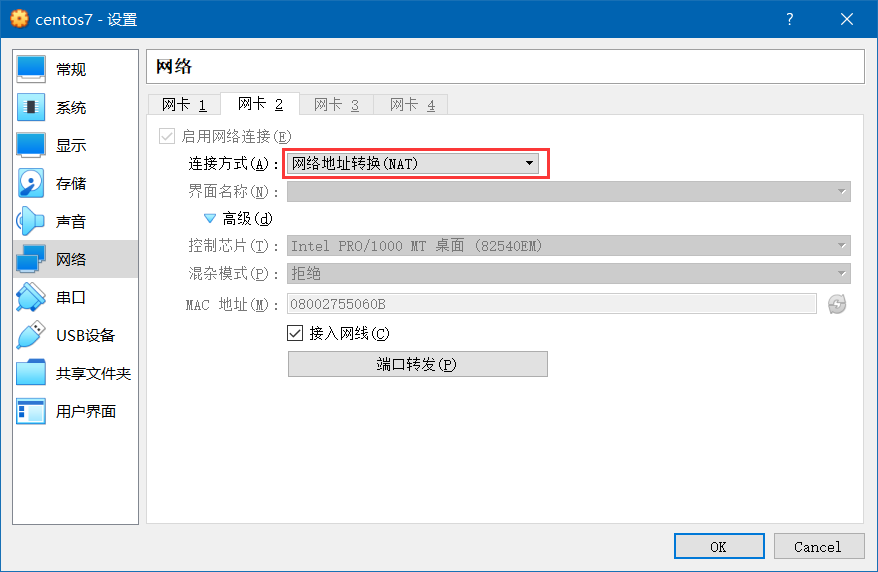 centos7 - 设置
常规
系统
显示
存储
声音
网络
串口
USB设备
共享文件夹
用户界面
网络
网卡 1 网卡 2 网卡 3 网卡 4
启用网络连接(E)
连接方式(A): 网络地址转换(NAT)
界面名称(N):
高级(d)
控制芯片(T): Intel PRO/1000 MT 桌面 (82540EM)
混杂模式(P): 拒绝
MAC 地址(M): 08002755060B
接入网线(C)
端口转发(P)
OK Cancel